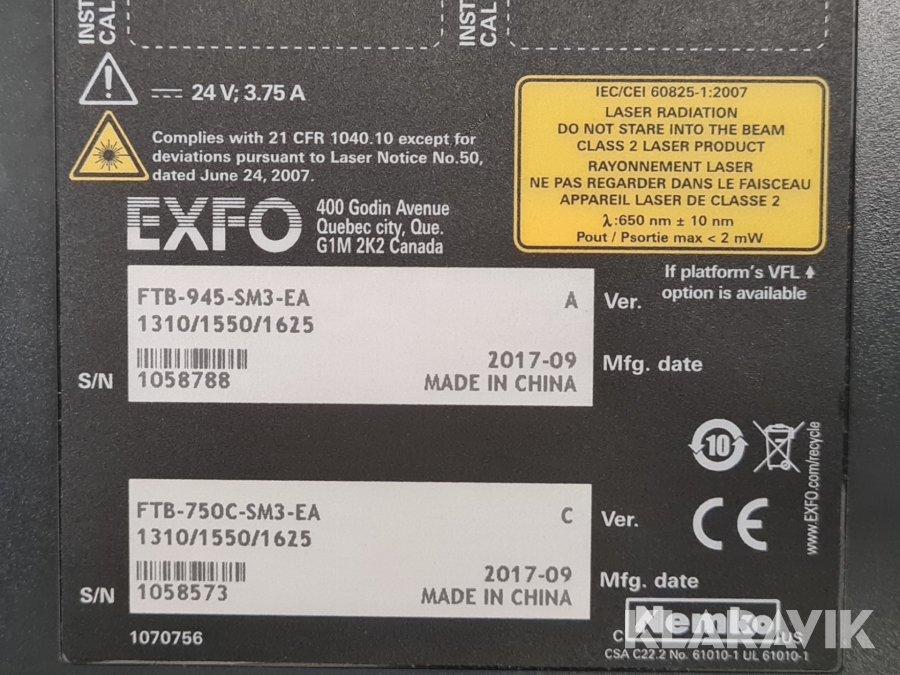 INST
CAL
INST
CAL
24 V; 3.75 A
Complies with 21 CFR 1040.10 except for
deviations pursuant to Laser Notice No.50,
dated June 24, 2007.
IEC/CEI 60825-1:2007
LASER RADIATION
DO NOT STARE INTO THE BEAM
CLASS 2 LASER PRODUCT
RAYONNEMENT LASER
NE PAS REGARDER DANS LE FAISCEAU
APPAREIL LASER DE CLASSE 2
λ:650 nm ± 10 nm
Pout / Psortie max < 2 mW
EXFO
400 Godin Avenue
Quebec city, Que.
G1M 2K2 Canada
If platform's VFL
option is available
FTB-945-SM3-EA A Ver.
1310/1550/1625
2017-09 Mfg. date
S/N 1058788 MADE IN CHINA
10
www.EXFO.com/recycle
CE
FTB-750C-SM3-EA C Ver.
1310/1550/1625
2017-09 Mfg. date
S/N 1058573 MADE IN CHINA
1070756
C Nemko US
CSA C22.2 No. 61010-1 UL 61010-1
KLARAVIK